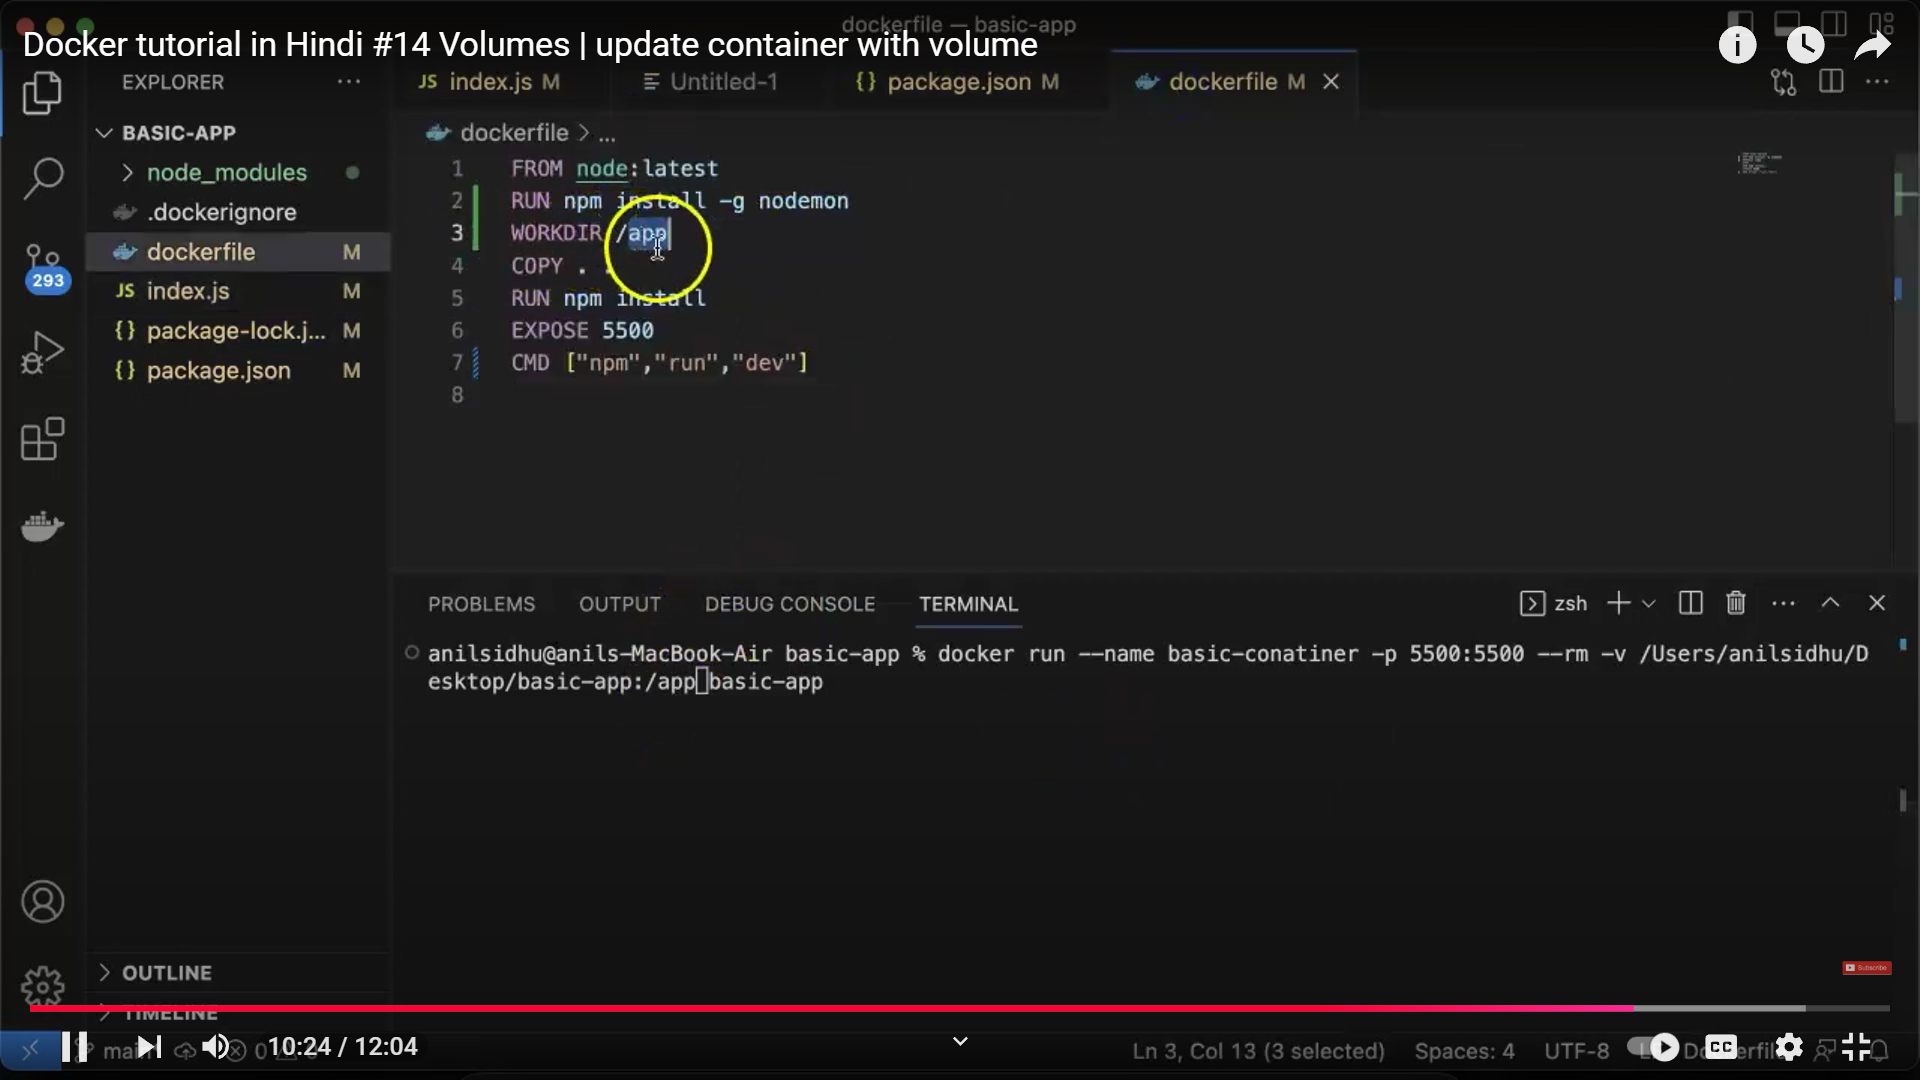 dockerfile — basic-app
Docker tutorial in Hindi #14 Volumes | update container with volume
EXPLORER
index.js M
Untitled-1
{} package.json M
dockerfile M
BASIC-APP
dockerfile > ...
node_modules
.dockerignore
dockerfile M
JS index.js M
{} package-lock.j... M
{} package.json M
293
1 FROM node:latest
2 RUN npm install -g nodemon
3 WORKDIR /app
4 COPY . .
5 RUN npm install
6 EXPOSE 5500
7 CMD ["npm","run","dev"]
8
PROBLEMS OUTPUT DEBUG CONSOLE TERMINAL
zsh
anilsidhu@anils-MacBook-Air basic-app % docker run --name basic-conatiner -p 5500:5500 --rm -v /Users/anilsidhu/D
esktop/basic-app:/app basic-app
Subscribe
OUTLINE
TIMELINE
10:24 / 12:04
Ln 3, Col 13 (3 selected)
Spaces: 4
UTF-8
CC